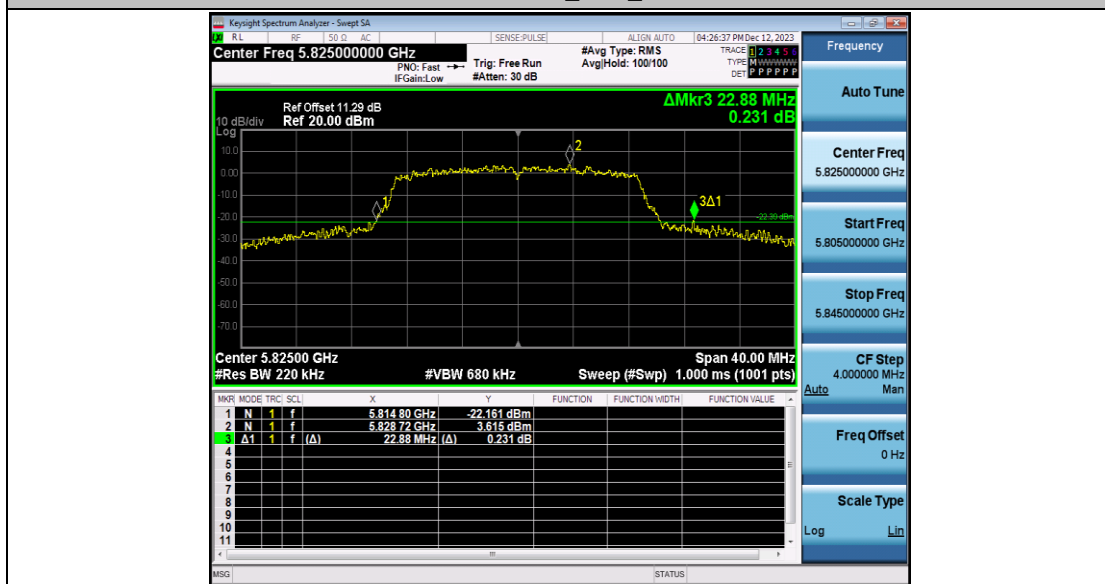 Keysight Spectrum Analyzer - Swept SA
RL RF 50 Ω AC SENSE:PULSE ALIGN AUTO 04:26:37 PM Dec 12, 2023
Center Freq 5.825000000 GHz
PNO: Fast
IFGain:Low
Trig: Free Run
#Atten: 30 dB
#Avg Type: RMS
Avg|Hold: 100/100
TRACE 1 2 3 4 5 6
TYPE M W W W W W
DET P P P P P P
ΔMkr3 22.88 MHz
0.231 dB
Ref Offset 11.29 dB
10 dB/div Ref 20.00 dBm
Log
10.0
0.00
-10.0
-20.0
-30.0
-40.0
-50.0
-60.0
-70.0
1
2
3Δ1
-22.39 dBm
Center 5.82500 GHz Span 40.00 MHz
#Res BW 220 kHz #VBW 680 kHz Sweep (#Swp) 1.000 ms (1001 pts)
MKR MODE TRC SCL X Y FUNCTION FUNCTION WIDTH FUNCTION VALUE
1 N 1 f 5.814 80 GHz -22.161 dBm
2 N 1 f 5.828 72 GHz 3.615 dBm
3 Δ1 1 f (Δ) 22.88 MHz (Δ) 0.231 dB
4
5
6
7
8
9
10
11
MSG STATUS
Frequency
Auto Tune
Center Freq
5.825000000 GHz
Start Freq
5.805000000 GHz
Stop Freq
5.845000000 GHz
CF Step
4.000000 MHz
Auto Man
Freq Offset
0 Hz
Scale Type
Log Lin